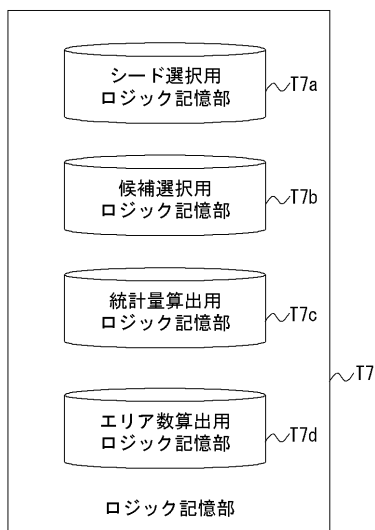 シード選択用
ロジック記憶部
T7a
候補選択用
ロジック記憶部
T7b
統計量算出用
ロジック記憶部
T7c
T7
エリア数算出用
ロジック記憶部
T7d
ロジック記憶部